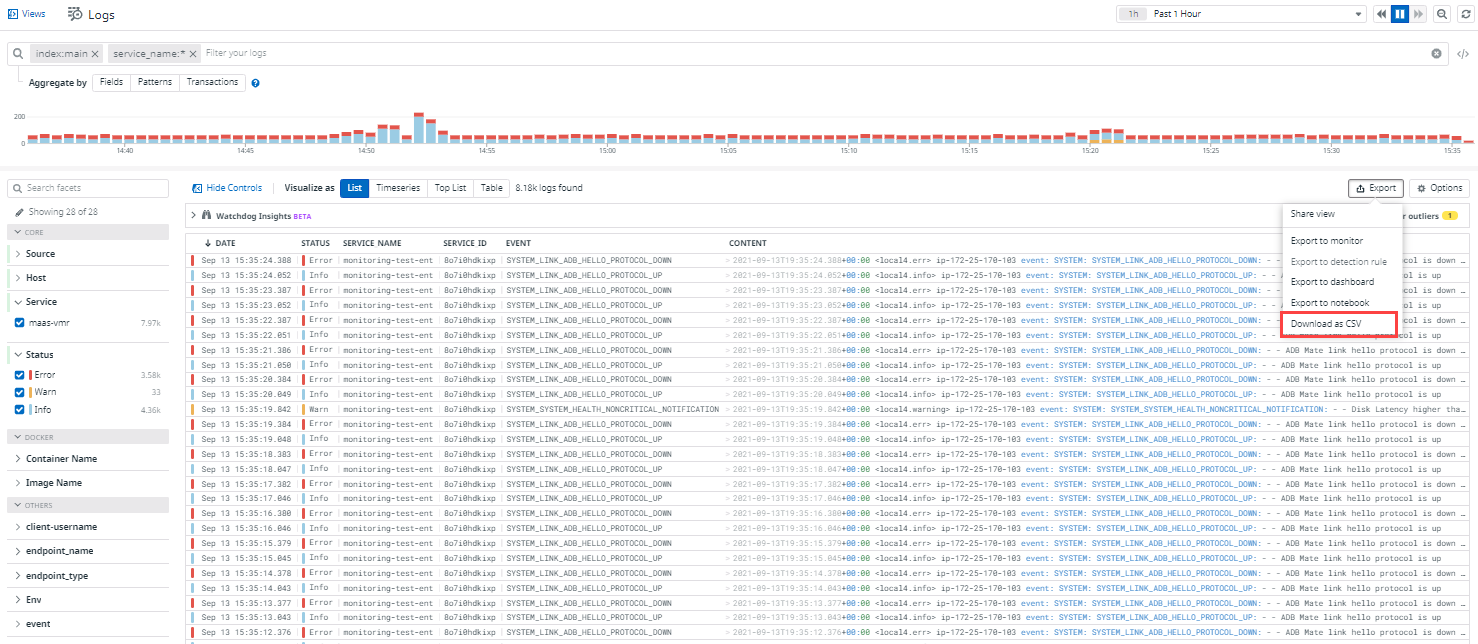 Views Logs 1h Past 1 Hour
index:main service_name:* Filter your logs </>
Aggregate by Fields Patterns Transactions ?
200
0
14:40 14:45 14:50 14:55 15:00 15:05 15:10 15:15 15:20 15:25 15:30 15:35
Search facets
Showing 28 of 28
CORE
Source
Host
Service
maas-vmr 7.97k
Status
Error 3.58k
Warn 33
Info 4.36k
DOCKER
Container Name
Image Name
OTHERS
client-username
endpoint_name
endpoint_type
Env
event
Hide Controls Visualize as List Timeseries Top List Table 8.18k logs found Export Options
Watchdog Insights BETA r outliers 1
Share view
Export to monitor
Export to detection rule
Export to dashboard
Export to notebook
Download as CSV
DATE STATUS SERVICE_NAME SERVICE_ID EVENT CONTENT
Sep 13 15:35:24.388 Error monitoring-test-ent 8o7i0hdkixp SYSTEM_LINK_ADB_HELLO_PROTOCOL_DOWN > 2021-09-13T19:35:24.388+00:00 <local4.err> ip-172-25-170-103 event: SYSTEM: SYSTEM_LINK_ADB_HELLO_PROTOCOL_DOWN: - - col is down …
Sep 13 15:35:24.052 Info monitoring-test-ent 8o7i0hdkixp SYSTEM_LINK_ADB_HELLO_PROTOCOL_UP > 2021-09-13T19:35:24.052+00:00 <local4.info> ip-172-25-170-103 event: SYSTEM: SYSTEM_LINK_ADB_HELLO_PROTOCOL_UP: - col is up
Sep 13 15:35:23.387 Error monitoring-test-ent 8o7i0hdkixp SYSTEM_LINK_ADB_HELLO_PROTOCOL_DOWN > 2021-09-13T19:35:23.387+00:00 <local4.err> ip-172-25-170-103 event: SYSTEM: SYSTEM_LINK_ADB_HELLO_PROTOCOL_DOWN: col is down …
Sep 13 15:35:23.052 Info monitoring-test-ent 8o7i0hdkixp SYSTEM_LINK_ADB_HELLO_PROTOCOL_UP > 2021-09-13T19:35:23.052+00:00 <local4.info> ip-172-25-170-103 event: SYSTEM: SYSTEM_LINK_ADB_HELLO_PROTOCOL_UP: col is up
Sep 13 15:35:22.387 Error monitoring-test-ent 8o7i0hdkixp SYSTEM_LINK_ADB_HELLO_PROTOCOL_DOWN > 2021-09-13T19:35:22.387+00:00 <local4.err> ip-172-25-170-103 event: SYSTEM: SYSTEM_LINK_ADB_HELLO_PROTOCOL_DOWN: col is down …
Sep 13 15:35:22.051 Info monitoring-test-ent 8o7i0hdkixp SYSTEM_LINK_ADB_HELLO_PROTOCOL_UP > 2021-09-13T19:35:22.051+00:00 <local4.info> ip-172-25-170-103 event: SYSTEM: SYSTEM_LINK_ADB_HELLO_PROTOCOL_UP: col is up
Sep 13 15:35:21.386 Error monitoring-test-ent 8o7i0hdkixp SYSTEM_LINK_ADB_HELLO_PROTOCOL_DOWN > 2021-09-13T19:35:21.386+00:00 <local4.err> ip-172-25-170-103 event: SYSTEM: SYSTEM_LINK_ADB_HELLO_PROTOCOL_DOWN: - - ADB Mate link hello protocol is down …
Sep 13 15:35:21.050 Info monitoring-test-ent 8o7i0hdkixp SYSTEM_LINK_ADB_HELLO_PROTOCOL_UP > 2021-09-13T19:35:21.050+00:00 <local4.info> ip-172-25-170-103 event: SYSTEM: SYSTEM_LINK_ADB_HELLO_PROTOCOL_UP: - - ADB Mate link hello protocol is up
Sep 13 15:35:20.384 Error monitoring-test-ent 8o7i0hdkixp SYSTEM_LINK_ADB_HELLO_PROTOCOL_DOWN > 2021-09-13T19:35:20.384+00:00 <local4.err> ip-172-25-170-103 event: SYSTEM: SYSTEM_LINK_ADB_HELLO_PROTOCOL_DOWN: - - ADB Mate link hello protocol is down …
Sep 13 15:35:20.049 Info monitoring-test-ent 8o7i0hdkixp SYSTEM_LINK_ADB_HELLO_PROTOCOL_UP > 2021-09-13T19:35:20.049+00:00 <local4.info> ip-172-25-170-103 event: SYSTEM: SYSTEM_LINK_ADB_HELLO_PROTOCOL_UP: - - ADB Mate link hello protocol is up
Sep 13 15:35:19.842 Warn monitoring-test-ent 8o7i0hdkixp SYSTEM_SYSTEM_HEALTH_NONCRITICAL_NOTIFICATION > 2021-09-13T19:35:19.842+00:00 <local4.warning> ip-172-25-170-103 event: SYSTEM: SYSTEM_SYSTEM_HEALTH_NONCRITICAL_NOTIFICATION: - - Disk Latency higher tha…
Sep 13 15:35:19.384 Error monitoring-test-ent 8o7i0hdkixp SYSTEM_LINK_ADB_HELLO_PROTOCOL_DOWN > 2021-09-13T19:35:19.384+00:00 <local4.err> ip-172-25-170-103 event: SYSTEM: SYSTEM_LINK_ADB_HELLO_PROTOCOL_DOWN: - - ADB Mate link hello protocol is down …
Sep 13 15:35:19.048 Info monitoring-test-ent 8o7i0hdkixp SYSTEM_LINK_ADB_HELLO_PROTOCOL_UP > 2021-09-13T19:35:19.048+00:00 <local4.info> ip-172-25-170-103 event: SYSTEM: SYSTEM_LINK_ADB_HELLO_PROTOCOL_UP: - - ADB Mate link hello protocol is up
Sep 13 15:35:18.383 Error monitoring-test-ent 8o7i0hdkixp SYSTEM_LINK_ADB_HELLO_PROTOCOL_DOWN > 2021-09-13T19:35:18.383+00:00 <local4.err> ip-172-25-170-103 event: SYSTEM: SYSTEM_LINK_ADB_HELLO_PROTOCOL_DOWN: - - ADB Mate link hello protocol is down …
Sep 13 15:35:18.047 Info monitoring-test-ent 8o7i0hdkixp SYSTEM_LINK_ADB_HELLO_PROTOCOL_UP > 2021-09-13T19:35:18.047+00:00 <local4.info> ip-172-25-170-103 event: SYSTEM: SYSTEM_LINK_ADB_HELLO_PROTOCOL_UP: - - ADB Mate link hello protocol is up
Sep 13 15:35:17.382 Error monitoring-test-ent 8o7i0hdkixp SYSTEM_LINK_ADB_HELLO_PROTOCOL_DOWN > 2021-09-13T19:35:17.382+00:00 <local4.err> ip-172-25-170-103 event: SYSTEM: SYSTEM_LINK_ADB_HELLO_PROTOCOL_DOWN: - - ADB Mate link hello protocol is down …
Sep 13 15:35:17.046 Info monitoring-test-ent 8o7i0hdkixp SYSTEM_LINK_ADB_HELLO_PROTOCOL_UP > 2021-09-13T19:35:17.046+00:00 <local4.info> ip-172-25-170-103 event: SYSTEM: SYSTEM_LINK_ADB_HELLO_PROTOCOL_UP: - - ADB Mate link hello protocol is up
Sep 13 15:35:16.380 Error monitoring-test-ent 8o7i0hdkixp SYSTEM_LINK_ADB_HELLO_PROTOCOL_DOWN > 2021-09-13T19:35:16.380+00:00 <local4.err> ip-172-25-170-103 event: SYSTEM: SYSTEM_LINK_ADB_HELLO_PROTOCOL_DOWN: - - ADB Mate link hello protocol is down …
Sep 13 15:35:16.046 Info monitoring-test-ent 8o7i0hdkixp SYSTEM_LINK_ADB_HELLO_PROTOCOL_UP > 2021-09-13T19:35:16.046+00:00 <local4.info> ip-172-25-170-103 event: SYSTEM: SYSTEM_LINK_ADB_HELLO_PROTOCOL_UP: - - ADB Mate link hello protocol is up
Sep 13 15:35:15.379 Error monitoring-test-ent 8o7i0hdkixp SYSTEM_LINK_ADB_HELLO_PROTOCOL_DOWN > 2021-09-13T19:35:15.379+00:00 <local4.err> ip-172-25-170-103 event: SYSTEM: SYSTEM_LINK_ADB_HELLO_PROTOCOL_DOWN: - - ADB Mate link hello protocol is down …
Sep 13 15:35:15.045 Info monitoring-test-ent 8o7i0hdkixp SYSTEM_LINK_ADB_HELLO_PROTOCOL_UP > 2021-09-13T19:35:15.045+00:00 <local4.info> ip-172-25-170-103 event: SYSTEM: SYSTEM_LINK_ADB_HELLO_PROTOCOL_UP: - - ADB Mate link hello protocol is up
Sep 13 15:35:14.378 Error monitoring-test-ent 8o7i0hdkixp SYSTEM_LINK_ADB_HELLO_PROTOCOL_DOWN > 2021-09-13T19:35:14.378+00:00 <local4.err> ip-172-25-170-103 event: SYSTEM: SYSTEM_LINK_ADB_HELLO_PROTOCOL_DOWN: - - ADB Mate link hello protocol is down …
Sep 13 15:35:14.043 Info monitoring-test-ent 8o7i0hdkixp SYSTEM_LINK_ADB_HELLO_PROTOCOL_UP > 2021-09-13T19:35:14.043+00:00 <local4.info> ip-172-25-170-103 event: SYSTEM: SYSTEM_LINK_ADB_HELLO_PROTOCOL_UP: - - ADB Mate link hello protocol is up
Sep 13 15:35:13.377 Error monitoring-test-ent 8o7i0hdkixp SYSTEM_LINK_ADB_HELLO_PROTOCOL_DOWN > 2021-09-13T19:35:13.377+00:00 <local4.err> ip-172-25-170-103 event: SYSTEM: SYSTEM_LINK_ADB_HELLO_PROTOCOL_DOWN: - - ADB Mate link hello protocol is down …
Sep 13 15:35:13.043 Info monitoring-test-ent 8o7i0hdkixp SYSTEM_LINK_ADB_HELLO_PROTOCOL_UP > 2021-09-13T19:35:13.043+00:00 <local4.info> ip-172-25-170-103 event: SYSTEM: SYSTEM_LINK_ADB_HELLO_PROTOCOL_UP: - - ADB Mate link hello protocol is up
Sep 13 15:35:12.376 Error monitoring-test-ent 8o7i0hdkixp SYSTEM_LINK_ADB_HELLO_PROTOCOL_DOWN > 2021-09-13T19:35:12.376+00:00 <local4.err> ip-172-25-170-103 event: SYSTEM: SYSTEM_LINK_ADB_HELLO_PROTOCOL_DOWN: - - ADB Mate link hello protocol is down …